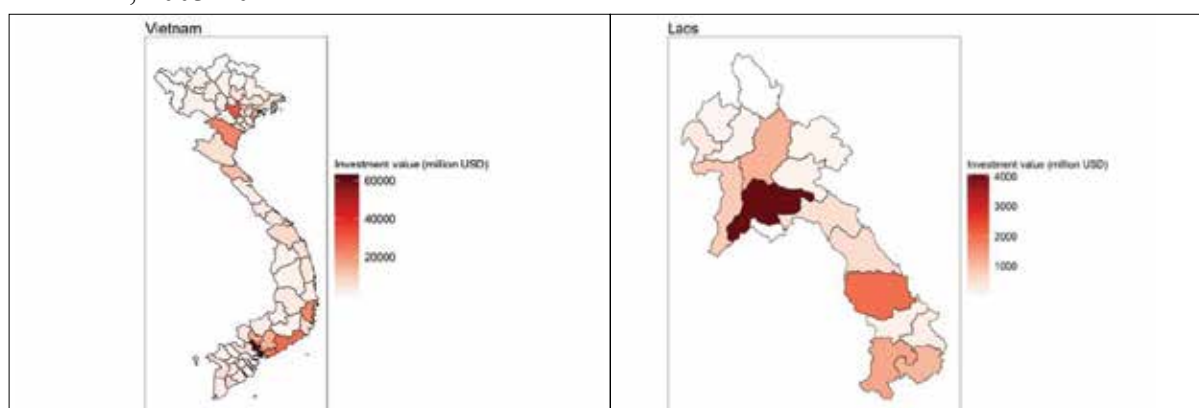 Vietnam
Investment value (million USD)
60000
40000
20000
Laos
Investment value (million USD)
4000
3000
2000
1000